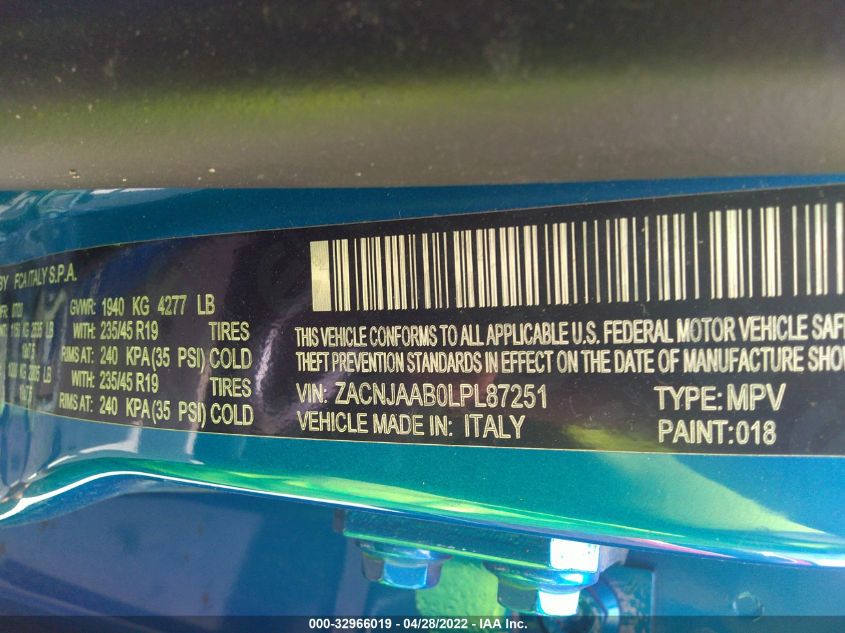 BY FCA ITALY S.P.A.
GVWR: 1940 KG 4277 LB
WITH: 235/45 R19 TIRES
RIMS AT: 240 KPA (35 PSI) COLD
WITH: 235/45 R19 TIRES
RIMS AT: 240 KPA (35 PSI) COLD
THIS VEHICLE CONFORMS TO ALL APPLICABLE U.S. FEDERAL MOTOR VEHICLE SAF
THEFT PREVENTION STANDARDS IN EFFECT ON THE DATE OF MANUFACTURE SHO
VIN: ZACNJAAB0LPL87251 TYPE: MPV
VEHICLE MADE IN: ITALY PAINT: 018
000-32966019 - 04/28/2022 - IAA Inc.